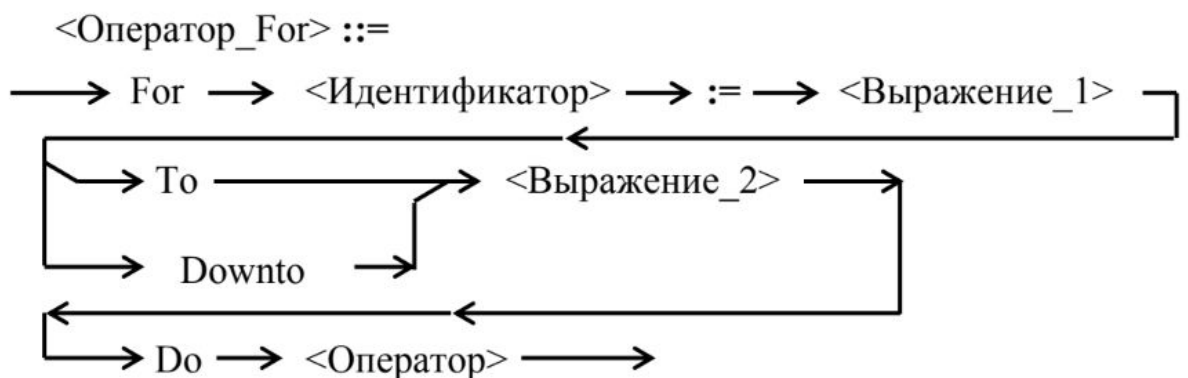 <Оператор_For> ::=
For <Идентификатор> := <Выражение_1>
To <Выражение_2>
Downto
Do <Оператор>